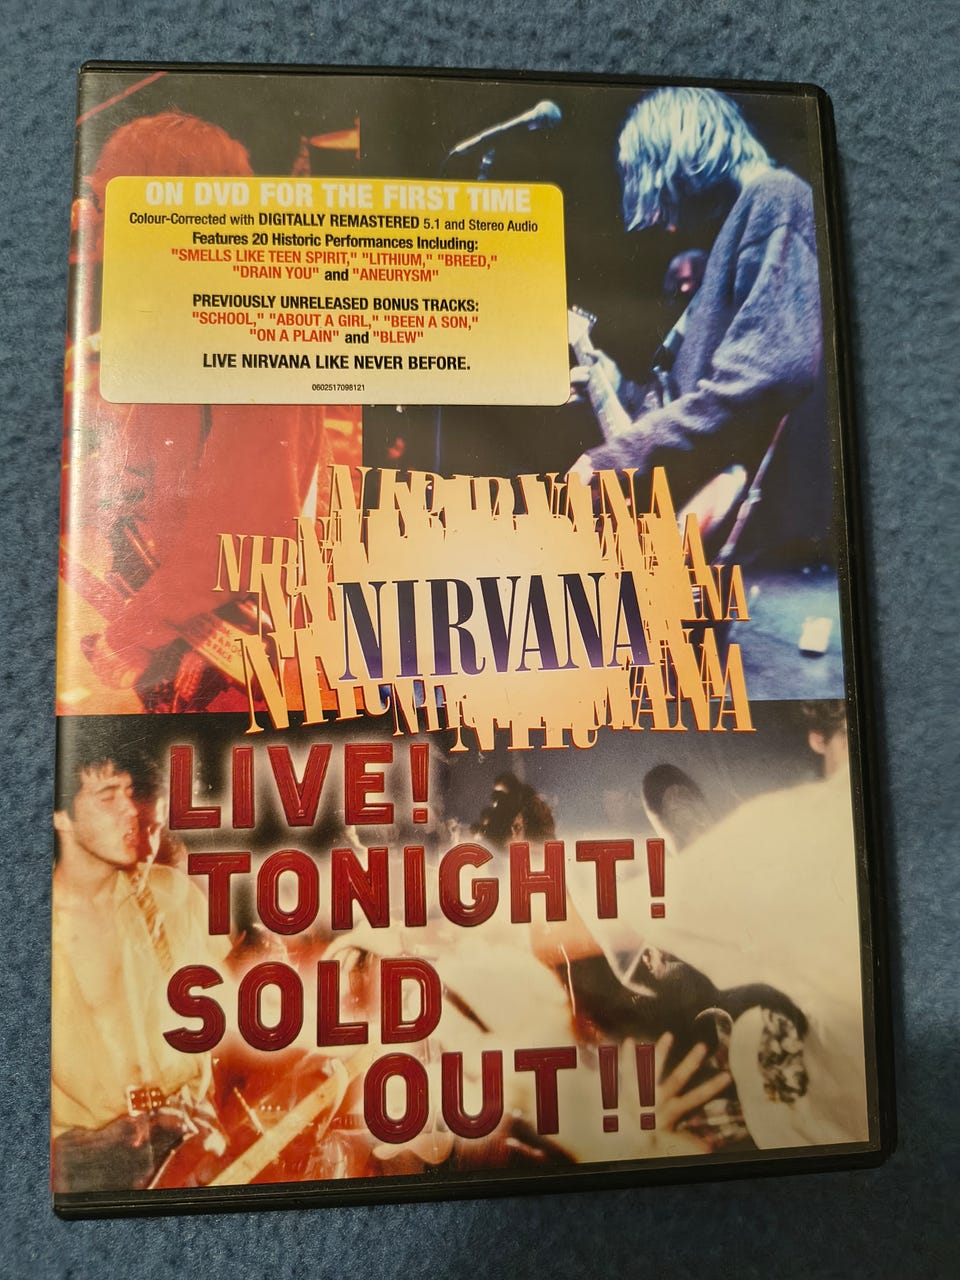 ON DVD FOR THE FIRST TIME
Colour-Corrected with DIGITALLY REMASTERED 5.1 and Stereo Audio
Features 20 Historic Performances Including:
"SMELLS LIKE TEEN SPIRIT," "LITHIUM," "BREED,"
"DRAIN YOU" and "ANEURYSM"
PREVIOUSLY UNRELEASED BONUS TRACKS:
"SCHOOL," "ABOUT A GIRL," "BEEN A SON,"
"ON A PLAIN" and "BLEW"
LIVE NIRVANA LIKE NEVER BEFORE.
0602517098121
NIRVANA
NIRVANA
LIVE!
TONIGHT!
SOLD
OUT!!